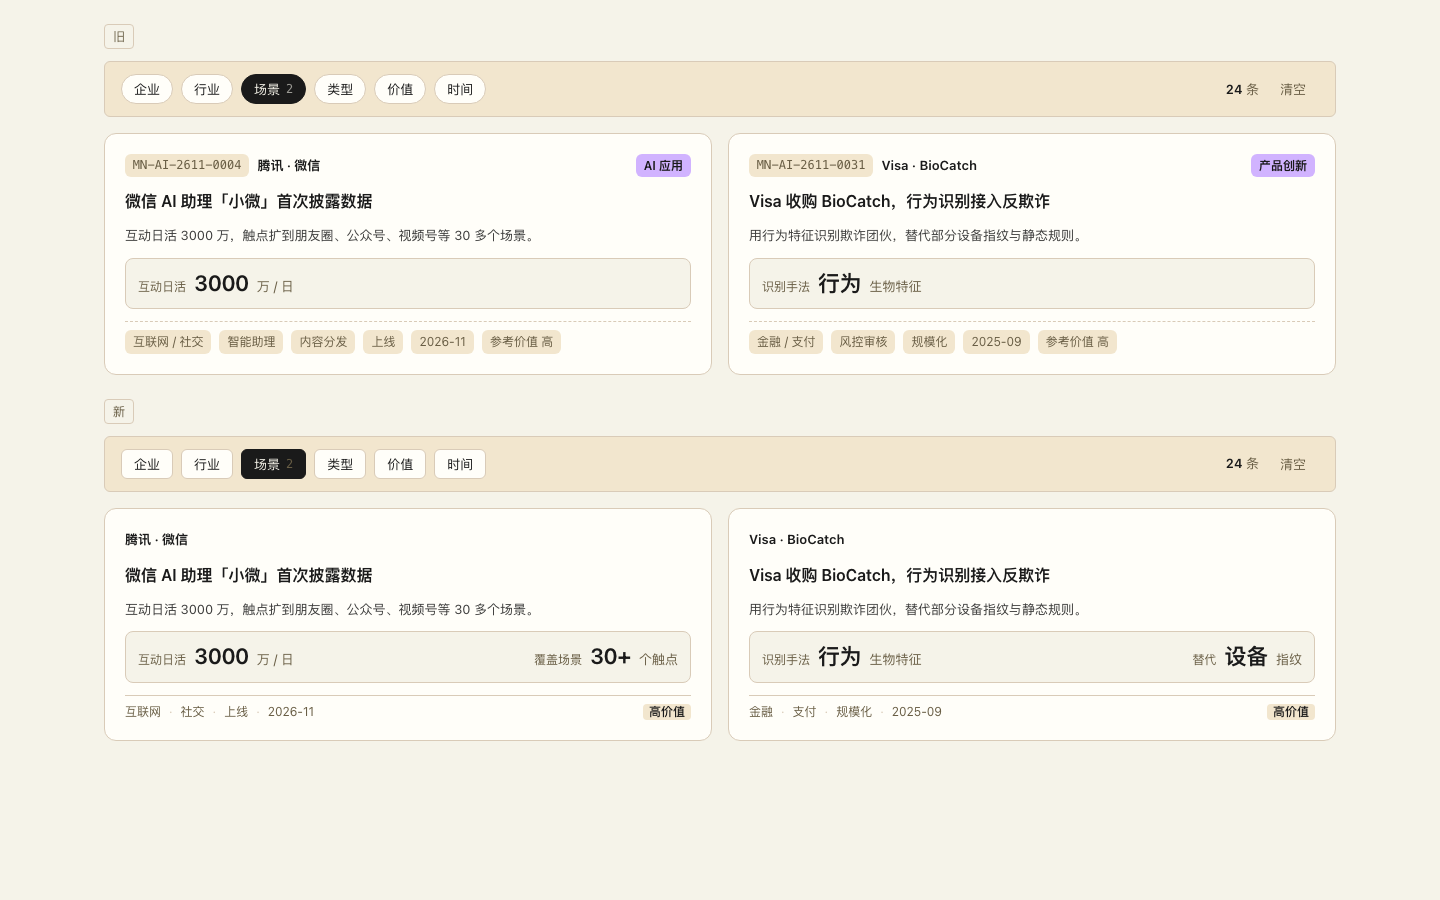 旧
企业 行业 场景 2 类型 价值 时间 24 条 清空
MN-AI-2611-0004 腾讯 · 微信 AI 应用
微信 AI 助理「小微」首次披露数据
互动日活 3000 万，触点扩到朋友圈、公众号、视频号等 30 多个场景。
互动日活 3000 万 / 日
互联网 / 社交 智能助理 内容分发 上线 2026-11 参考价值 高
MN-AI-2611-0031 Visa · BioCatch 产品创新
Visa 收购 BioCatch，行为识别接入反欺诈
用行为特征识别欺诈团伙，替代部分设备指纹与静态规则。
识别手法 行为 生物特征
金融 / 支付 风控审核 规模化 2025-09 参考价值 高
新
企业 行业 场景 2 类型 价值 时间 24 条 清空
腾讯 · 微信
微信 AI 助理「小微」首次披露数据
互动日活 3000 万，触点扩到朋友圈、公众号、视频号等 30 多个场景。
互动日活 3000 万 / 日 覆盖场景 30+ 个触点
互联网 · 社交 · 上线 · 2026-11 高价值
Visa · BioCatch
Visa 收购 BioCatch，行为识别接入反欺诈
用行为特征识别欺诈团伙，替代部分设备指纹与静态规则。
识别手法 行为 生物特征 替代 设备 指纹
金融 · 支付 · 规模化 · 2025-09 高价值